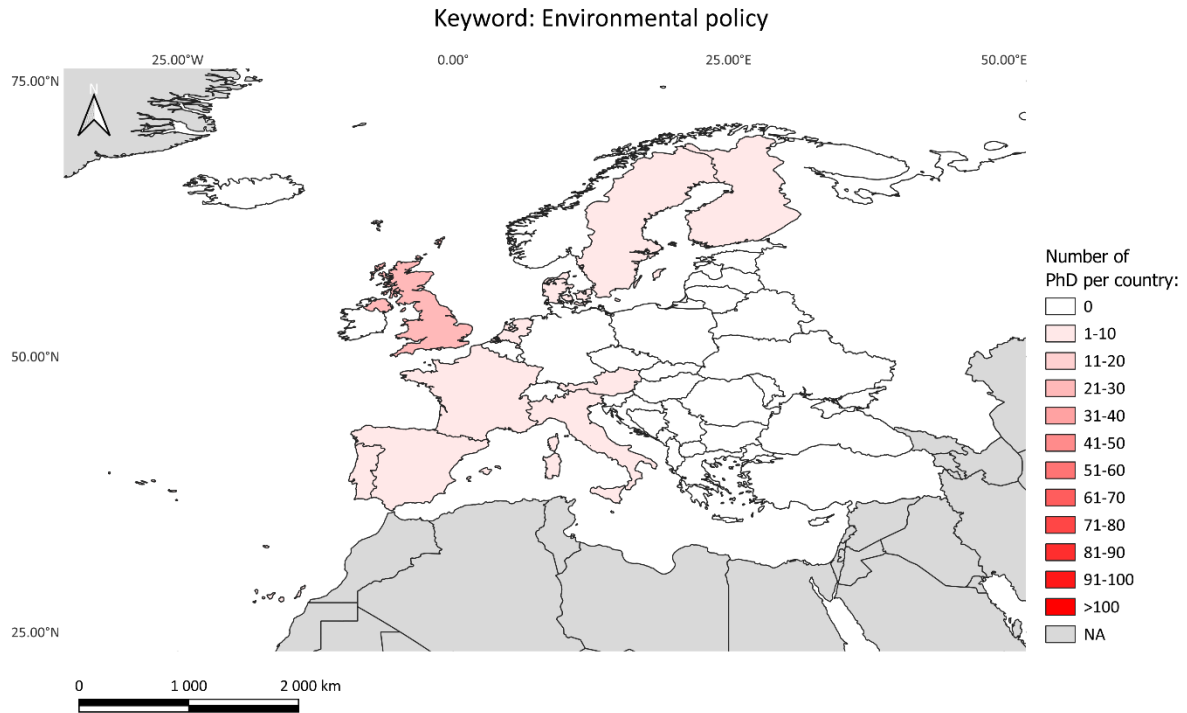 Keyword: Environmental policy
25.00°W 0.00° 25.00°E 50.00°E
75.00°N
N
50.00°N
25.00°N
Number of
PhD per country:
0
1-10
11-20
21-30
31-40
41-50
51-60
61-70
71-80
81-90
91-100
>100
NA
0 1 000 2 000 km